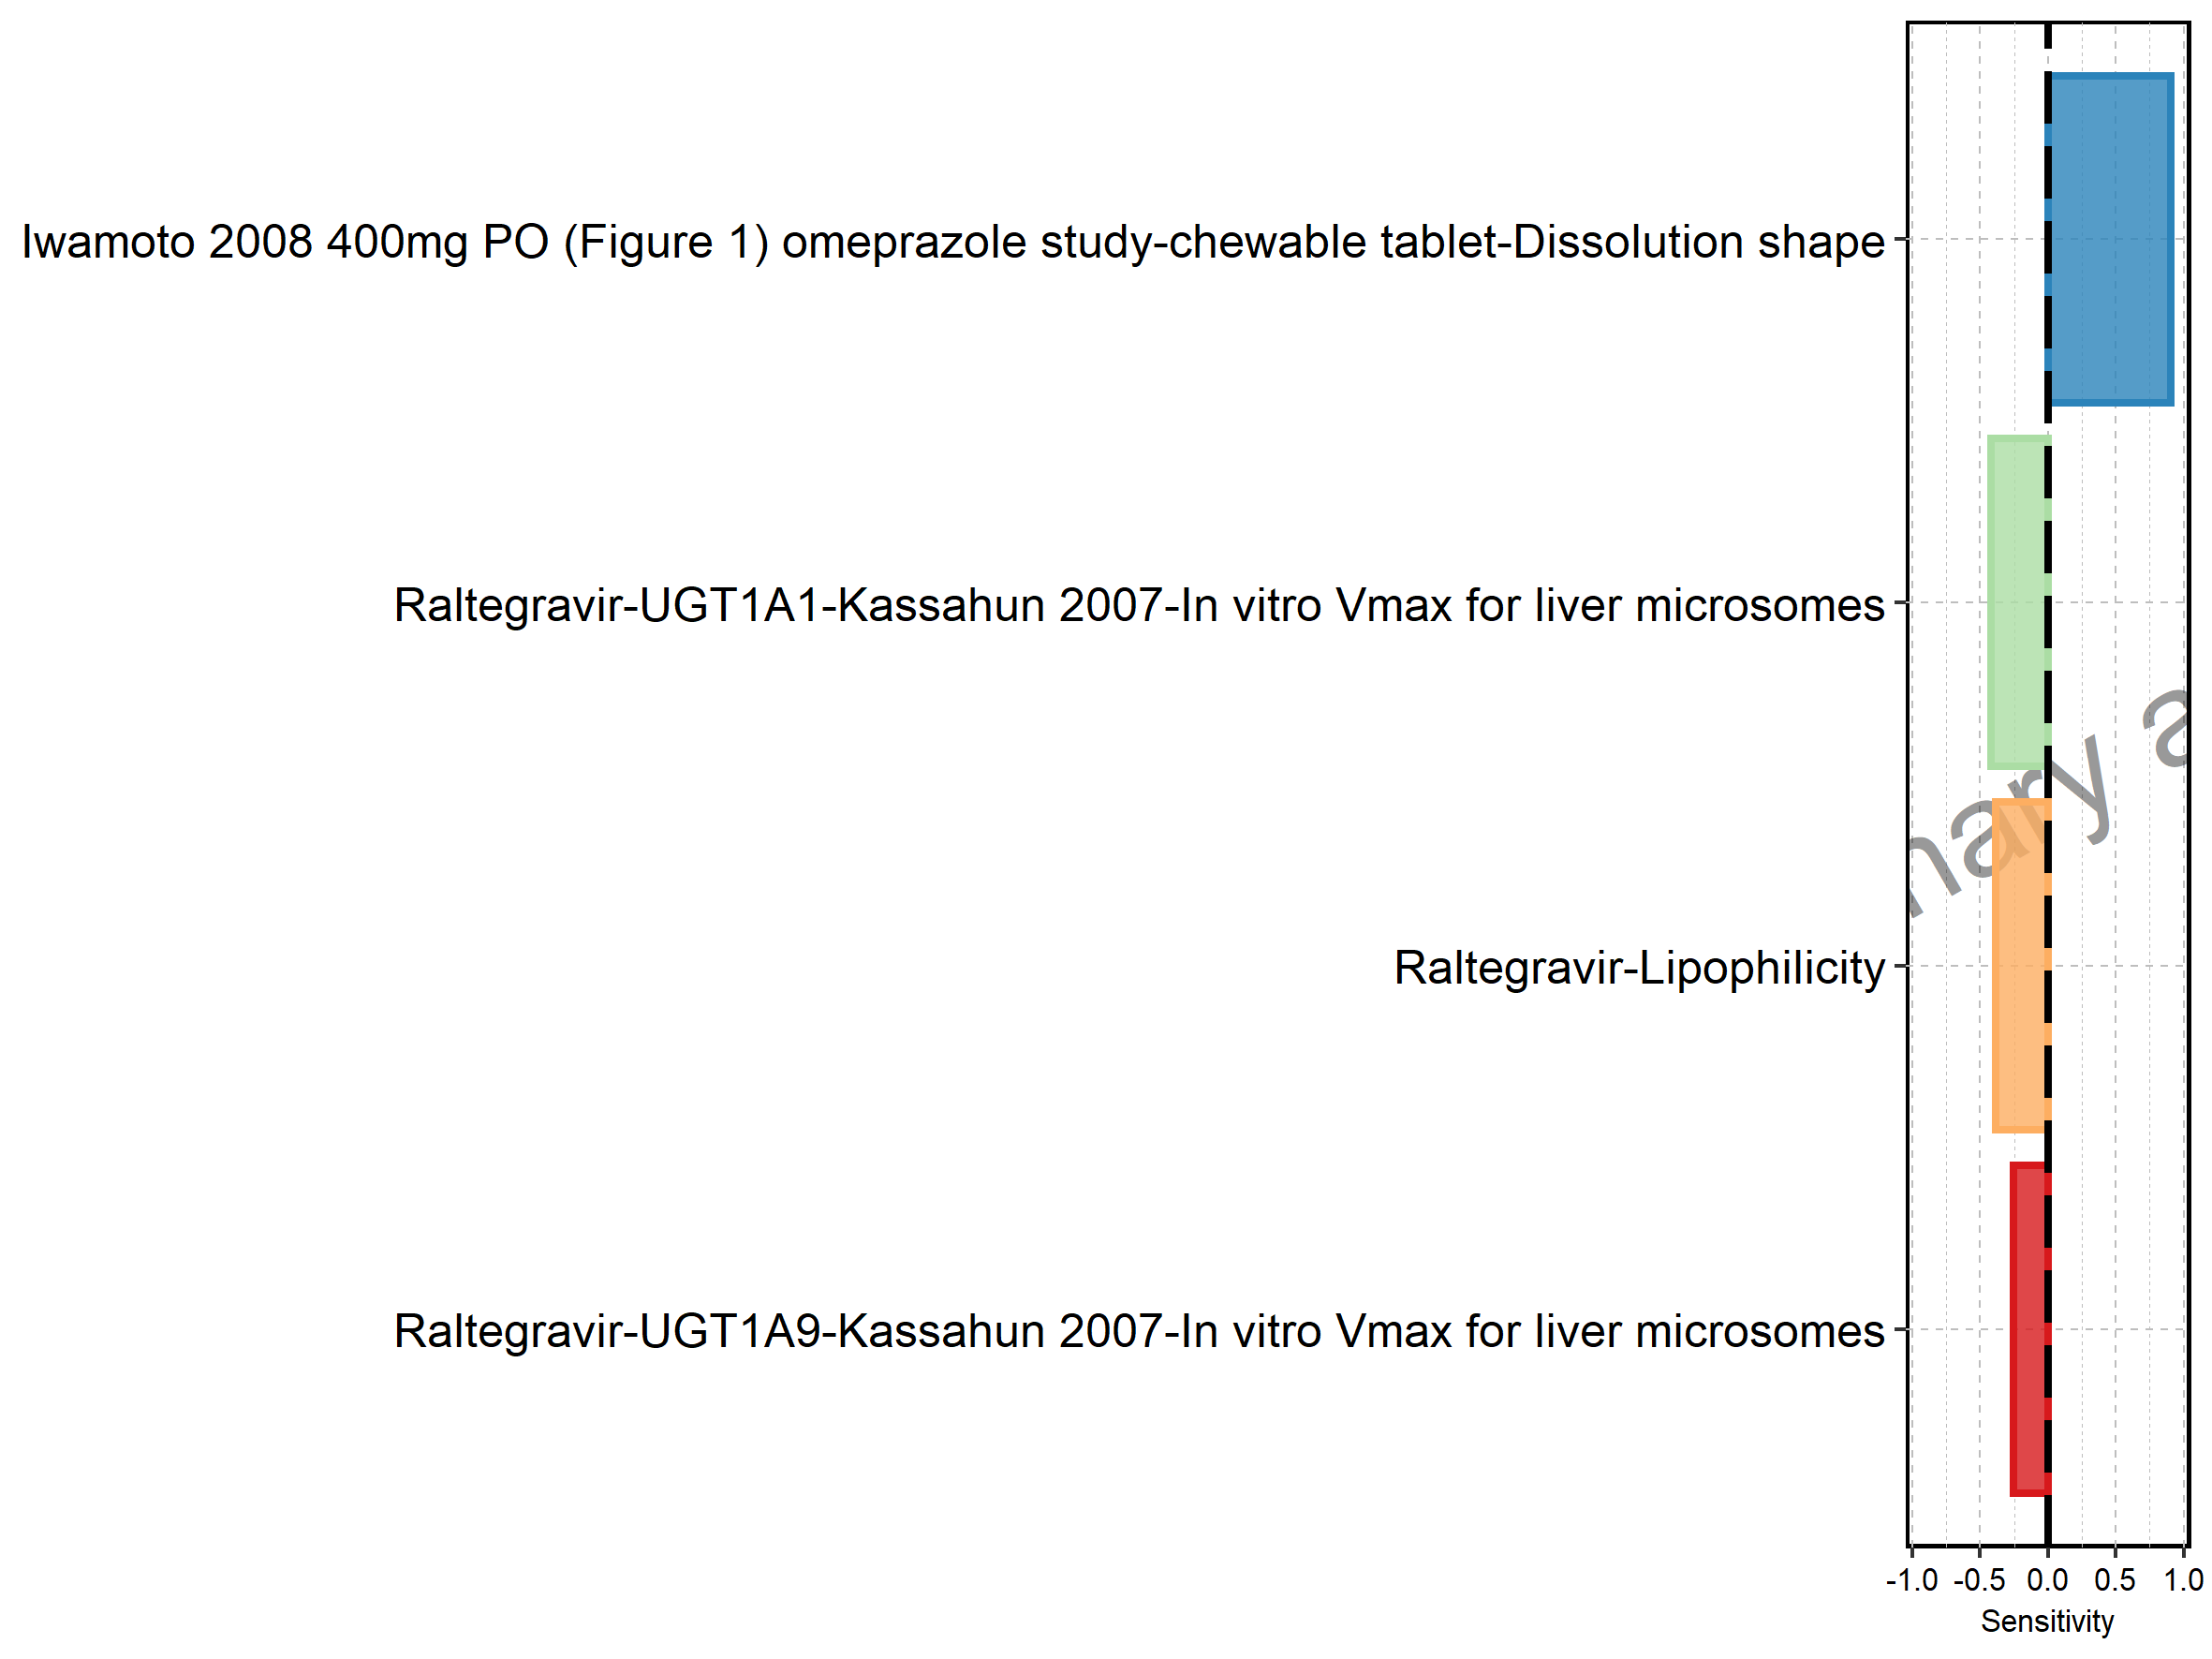 Iwamoto 2008 400mg PO (Figure 1) omeprazole study-chewable tablet-Dissolution shape
Raltegravir-UGT1A1-Kassahun 2007-In vitro Vmax for liver microsomes
Raltegravir-Lipophilicity
Raltegravir-UGT1A9-Kassahun 2007-In vitro Vmax for liver microsomes
-1.0 -0.5 0.0 0.5 1.0
Sensitivity